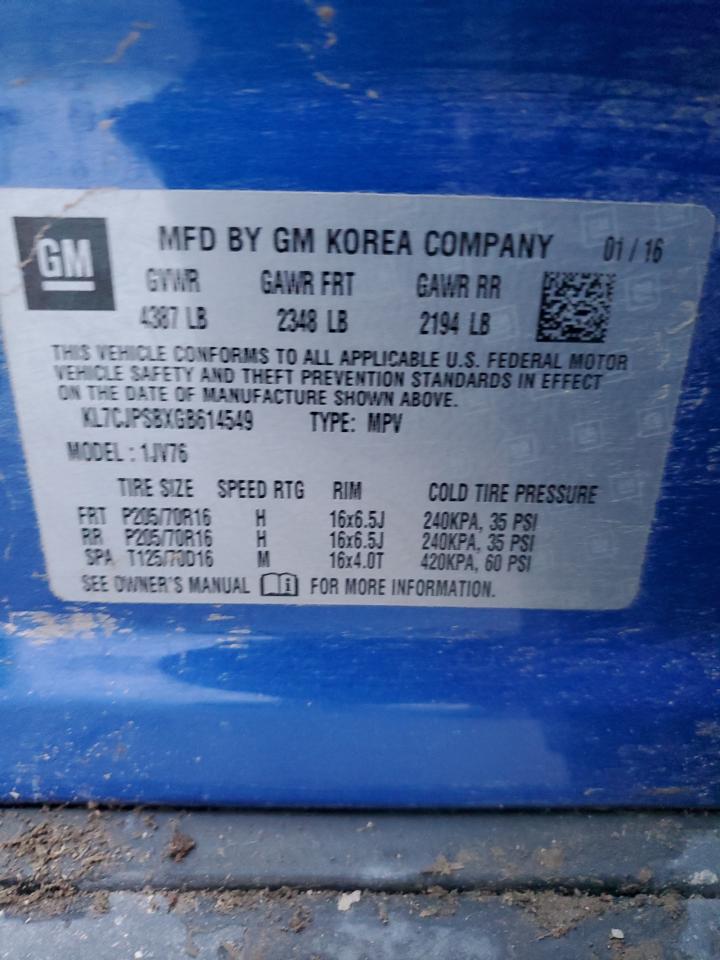 GM
MFD BY GM KOREA COMPANY 01 / 16
GVWR GAWR FRT GAWR RR
4387 LB 2348 LB 2194 LB
THIS VEHICLE CONFORMS TO ALL APPLICABLE U.S. FEDERAL MOTOR
VEHICLE SAFETY AND THEFT PREVENTION STANDARDS IN EFFECT
ON THE DATE OF MANUFACTURE SHOWN ABOVE.
KL7CJPSBXGB614549 TYPE: MPV
MODEL : 1JV76
TIRE SIZE SPEED RTG RIM COLD TIRE PRESSURE
FRT P205/70R16 H 16x6.5J 240KPA, 35 PSI
RR P205/70R16 H 16x6.5J 240KPA, 35 PSI
SPA T125/70D16 M 16x4.0T 420KPA, 60 PSI
SEE OWNER'S MANUAL FOR MORE INFORMATION.